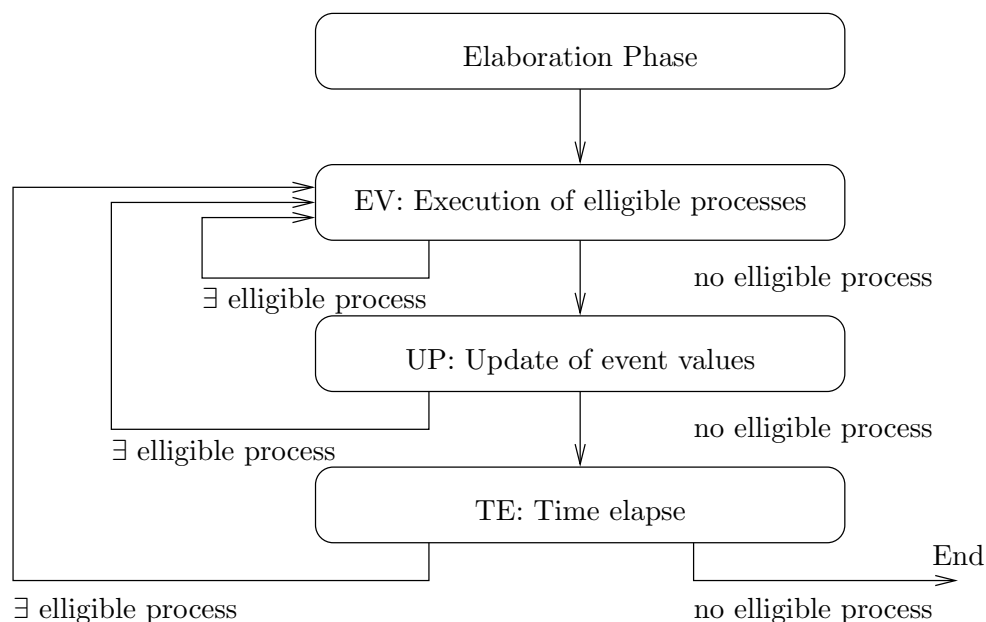 Elaboration Phase
EV: Execution of elligible processes
no elligible process
∃ elligible process
UP: Update of event values
no elligible process
∃ elligible process
TE: Time elapse
End
∃ elligible process
no elligible process